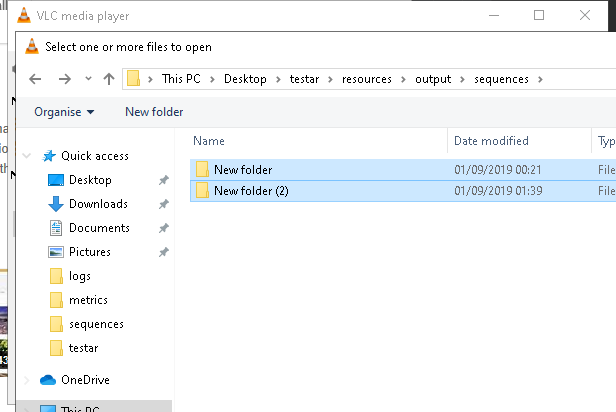 VLC media player
Select one or more files to open
This PC > Desktop > testar > resources > output > sequences >
Organise New folder
Name Date modified
Quick access
New folder 01/09/2019 00:21 File
New folder (2) 01/09/2019 01:39 File
Desktop
Downloads
Documents
Pictures
logs
metrics
sequences
testar
OneDrive
This PC